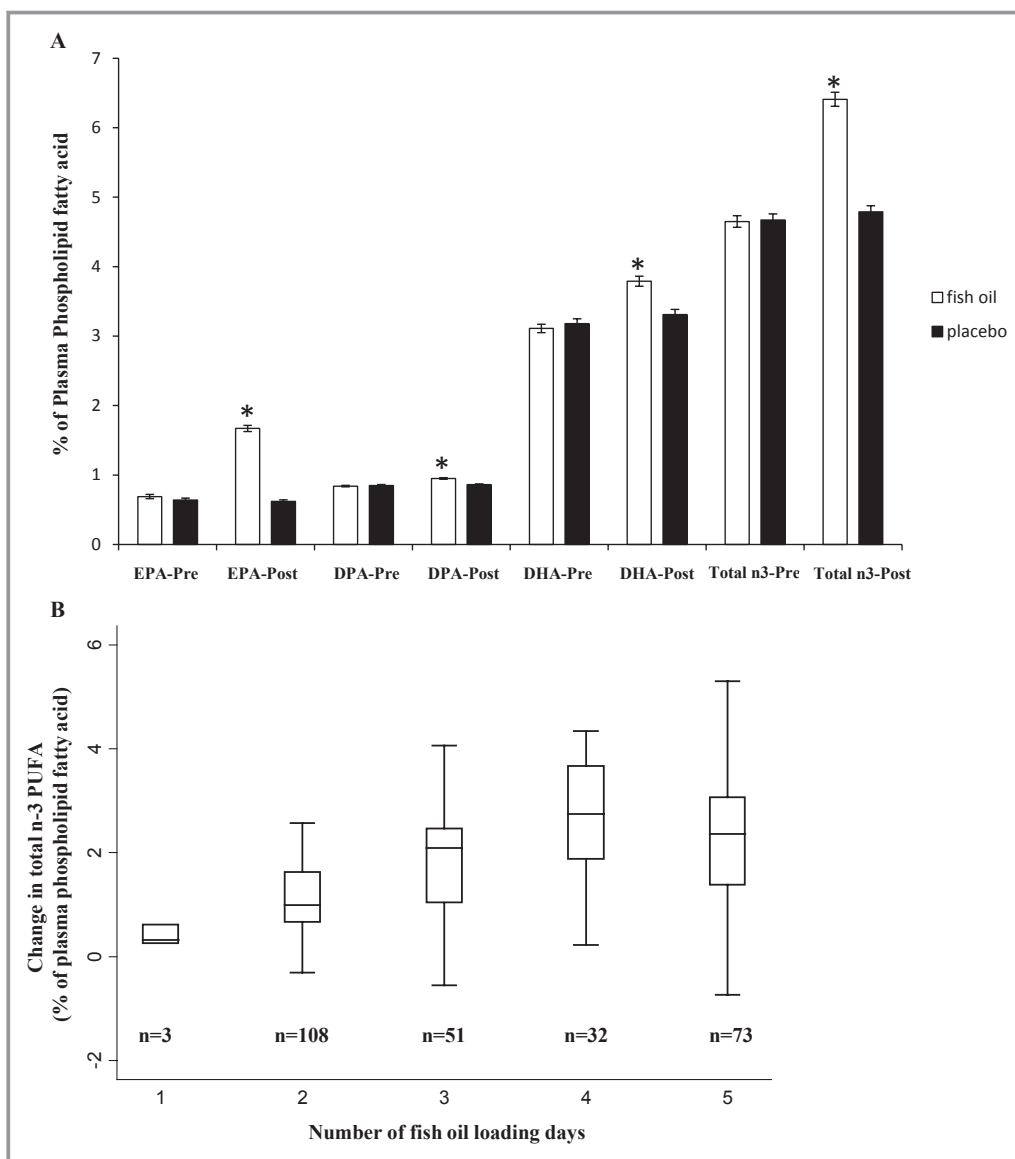 A
% of Plasma Phospholipid fatty acid
7
6
5
4
3
2
1
0
*
*
*
*
fish oil
placebo
EPA-Pre EPA-Post DPA-Pre DPA-Post DHA-Pre DHA-Post Total n3-Pre Total n3-Post
B
Change in total n-3 PUFA
(% of plasma phospholipid fatty acid)
6
4
2
0
-2
n=3 n=108 n=51 n=32 n=73
1 2 3 4 5
Number of fish oil loading days